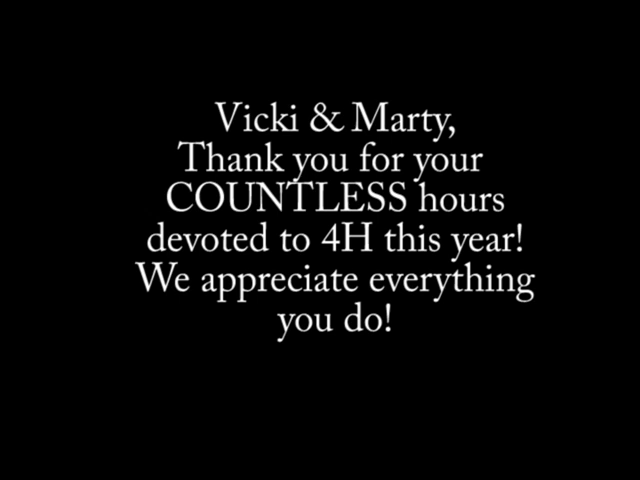 Vicki & Marty,
Thank you for your
COUNTLESS hours
devoted to 4H this year!
We appreciate everything
you do!